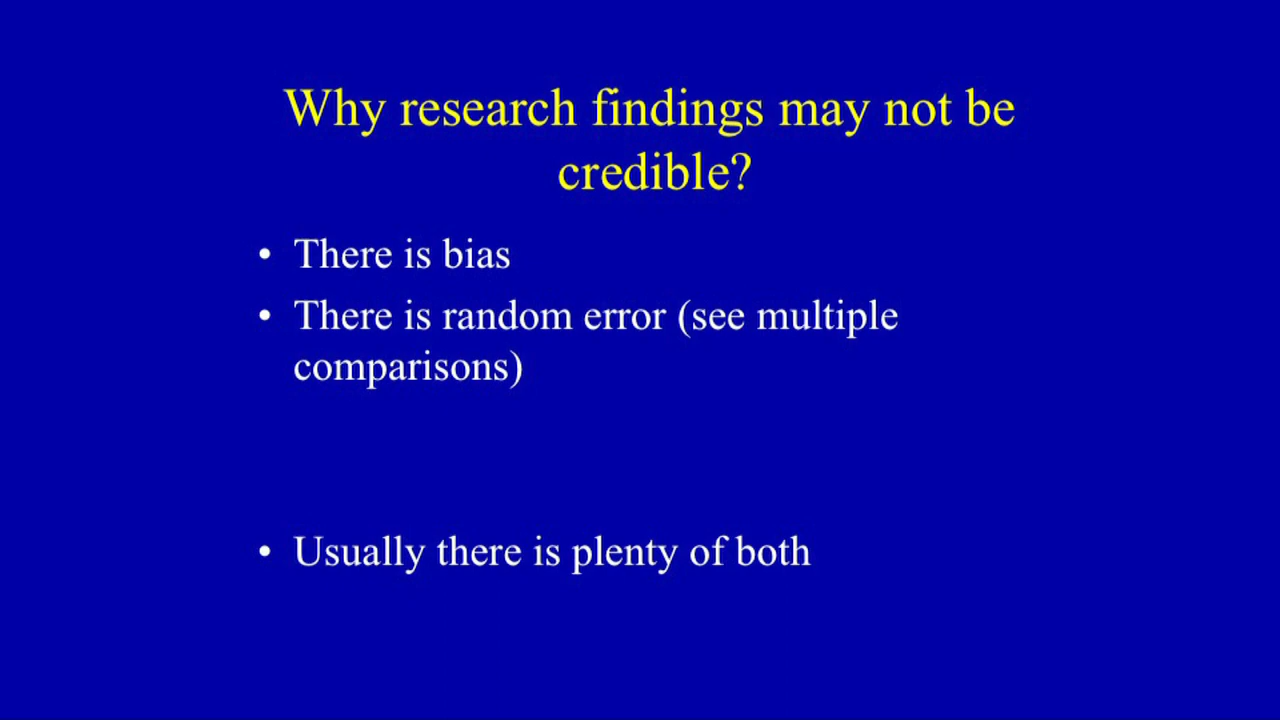 Why research findings may not be
credible?
• There is bias
• There is random error (see multiple
comparisons)
• Usually there is plenty of both